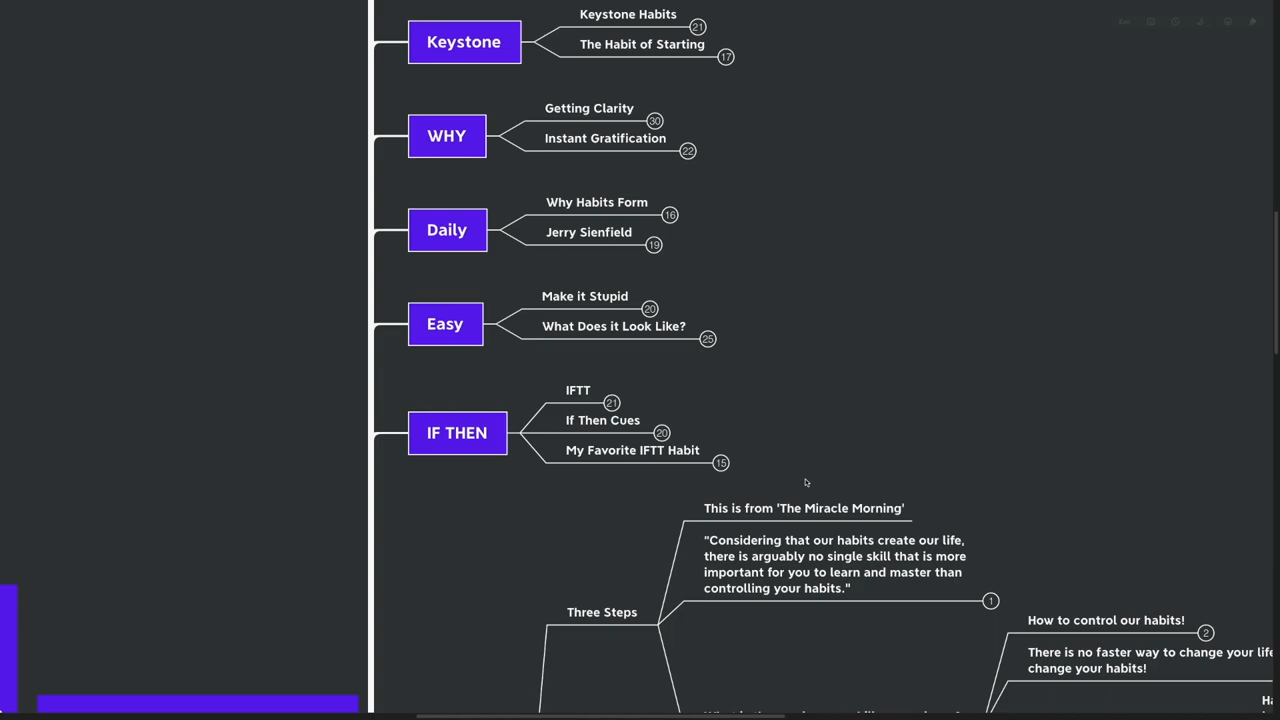 Keystone
Keystone Habits
21
The Habit of Starting
17
WHY
Getting Clarity
30
Instant Gratification
22
Daily
Why Habits Form
16
Jerry Sienfield
19
Easy
Make it Stupid
20
What Does it Look Like?
25
IF THEN
IFTT
21
If Then Cues
20
My Favorite IFTT Habit
15
Three Steps
This is from 'The Miracle Morning'
"Considering that our habits create our life,
there is arguably no single skill that is more
important for you to learn and master than
controlling your habits."
1
How to control our habits!
2
There is no faster way to change your life
change your habits!